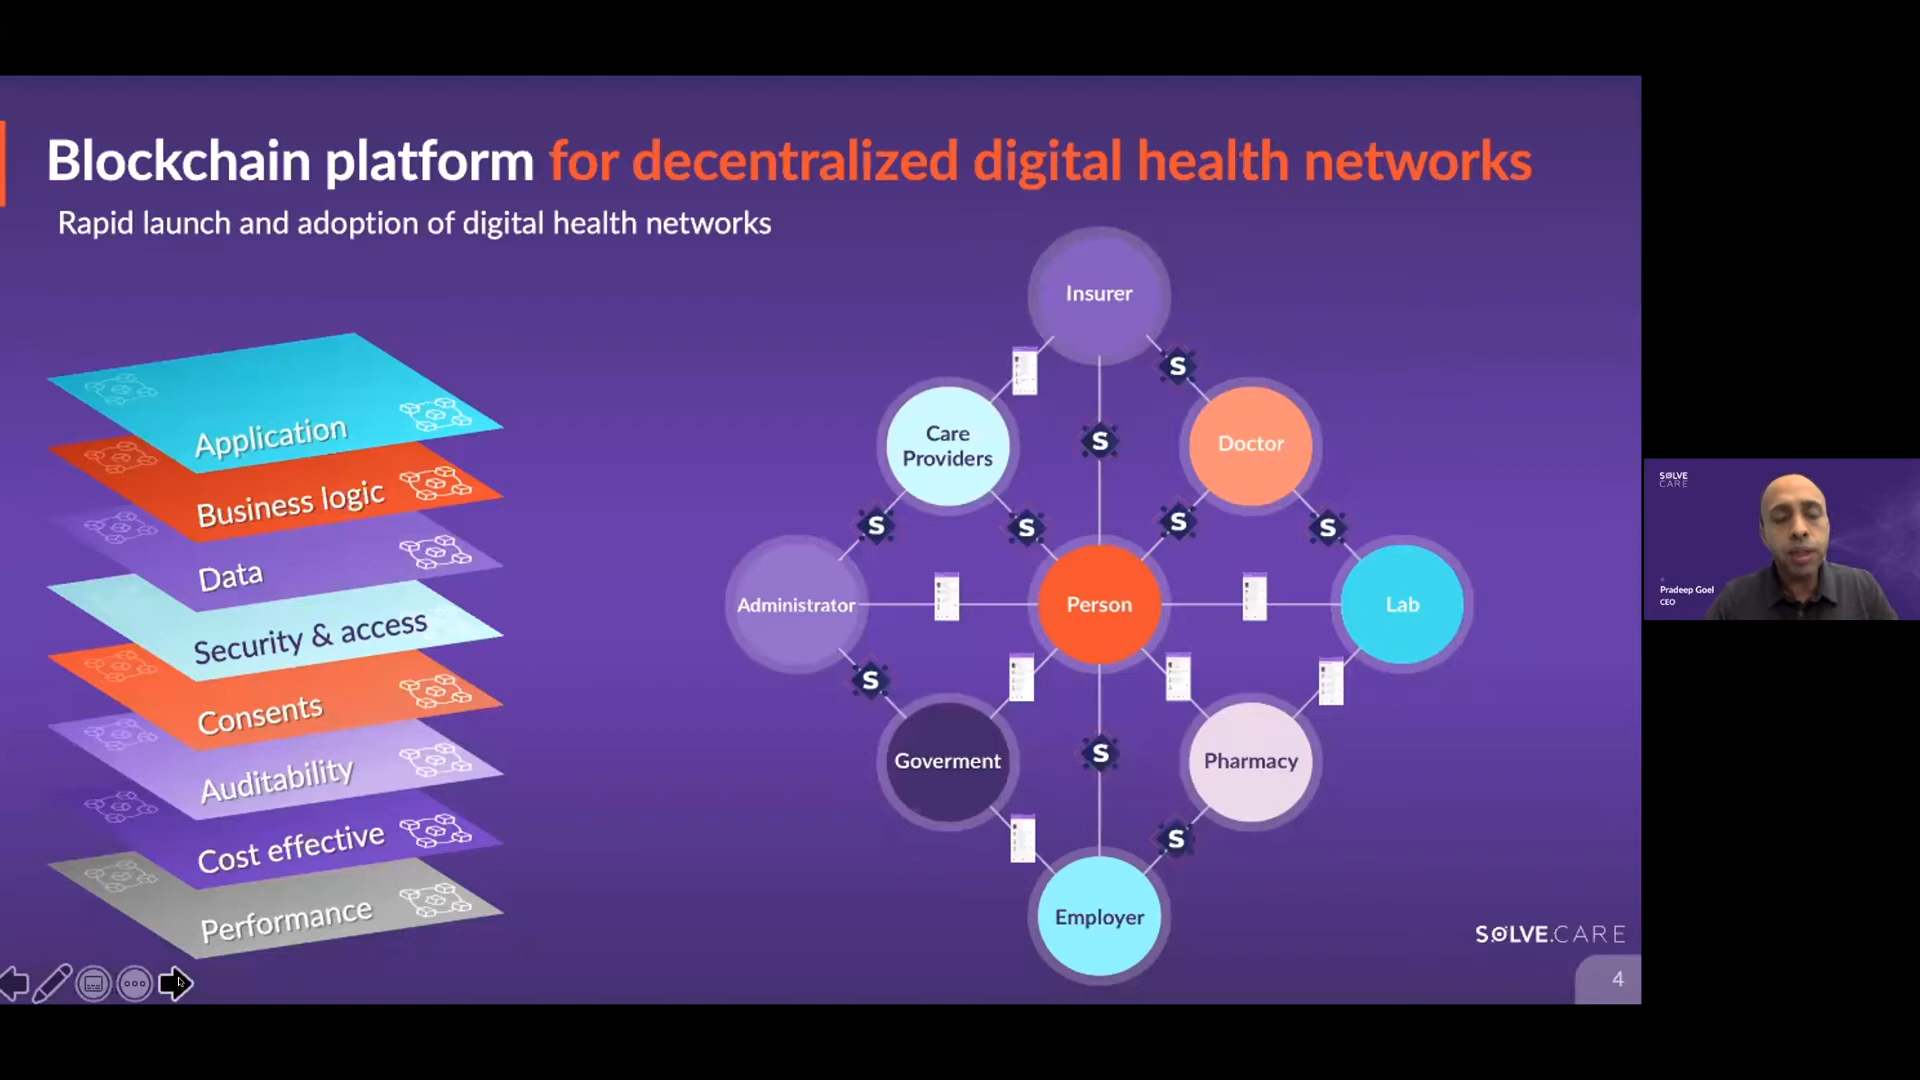 Blockchain platform for decentralized digital health networks
Rapid launch and adoption of digital health networks
Application
Business logic
Data
Security & access
Consents
Auditability
Cost effective
Performance
Insurer
S
Care
Providers
S
Doctor
S
S
S
S
Administrator
Person
Lab
S
Goverment
S
Pharmacy
S
Employer
SOLVE.CARE
4
SOLVE
CARE
Pradeep Goel
CEO